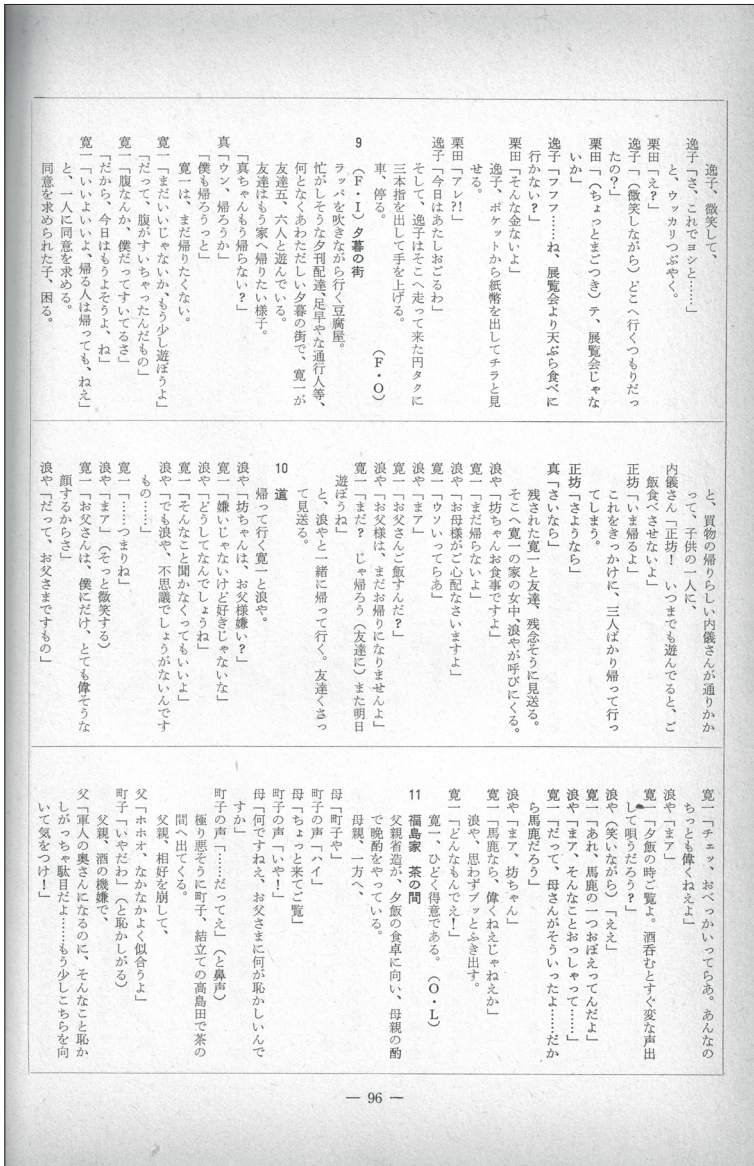 逸子、微笑して、
逸子「さ、これでヨシと……」
と、ウッカリつぶやく。
栗田「え？」
逸子「（微笑しながら）どこへ行くつもりだっ
たの？」
栗田「（ちょっとまごつき）テ、展覧会じゃな
いか」
逸子「フフフ……ね、展覧会より天ぷら食べに
行かない？」
栗田「そんな金ないよ」
逸子、ポケットから紙幣を出してチラと見
せる。
栗田「アレ?!」
逸子「今日はあたしおごるわ」
そして、逸子はそこへ走って来た円タクに
三本指を出して手を上げる。
車、停る。
（F・O）
9 （F・I）夕暮の街
ラッパを吹きながら行く豆腐屋。
忙がしそうな夕刊配達、足早やな通行人等、
何となくあわただしい夕暮の街で、寛一が
友達五、六人と遊んでいる。
友達はもう家へ帰りたい様子。
「真ちゃんもう帰らない？」
真「ウン、帰ろうか」
「僕も帰ろうっと」
寛一は、まだ帰りたくない。
寛一「まだいいじゃないか、もう少し遊ぼうよ」
「だって、腹がすいちゃったんだもの」
寛一「腹なんか、僕だってすいてるさ」
「だから、今日はもうよそうよ、ね」
寛一「いいよいいよ、帰る人は帰っても、ねえ」
と、一人に同意を求める。
同意を求められた子、困る。
と、買物の帰りらしい内儀さんが通りかか
って、子供の一人に、
内儀さん「正坊！　いつまでも遊んでると、ご
飯食べさせないよ」
正坊「いま帰るよ」
これをきっかけに、三人ばかり帰って行っ
てしまう。
正坊「さようなら」
真「さいなら」
残された寛一と友達、残念そうに見送る。
そこへ寛一の家の女中、浪やが呼びにくる。
浪や「坊ちゃんお食事ですよ」
寛一「まだ帰らないよ」
浪や「お母様がご心配なさいますよ」
寛一「ウソいってらあ」
浪や「マア」
寛一「お父さんご飯すんだ？」
浪や「お父様は、まだお帰りになりませんよ」
寛一「まだ？　じゃ帰ろう（友達に）また明日
遊ぼうね」
と、浪やと一緒に帰って行く。友達くさっ
て見送る。
10 道
帰って行く寛一と浪や。
浪や「坊ちゃんは、お父様嫌い？」
寛一「嫌いじゃないけど好きじゃないな」
浪や「どうしてなんでしょうね」
寛一「そんなこと聞かなくってもいいよ」
浪や「でも浪や、不思議でしょうがないんです
もの……」
寛一「……つまりね」
浪や「まア」（そっと微笑する）
寛一「お父さんは、僕にだけ、とても偉そうな
顔するからさ」
浪や「だって、お父さまですもの」
寛一「チェッ、おべっかいってらあ。あんなの
ちっとも偉くねえよ」
浪や「まア」
寛一「夕飯の時ご覧よ。酒呑むとすぐ変な声出
して唄うだろう？」
浪や（笑いながら）「ええ」
寛一「あれ、馬鹿の一つおぼえってんだよ」
浪や「まア、そんなことおっしゃって……」
寛一「だって、母さんがそういったよ……だか
ら馬鹿だろう」
浪や「まア、坊ちゃん」
寛一「馬鹿なら、偉くねえじゃねえか」
浪や、思わずプッとふき出す。
寛一「どんなもんでえ！」
寛一、ひどく得意である。（O・L）
11 福島家　茶の間
父親省造が、夕飯の食卓に向い、母親の酌
で晩酌をやっている。
母親、一方へ、
母「町子や」
町子の声「ハイ」
母「ちょっと来てご覧」
町子の声「いや！」
母「何ですねえ、お父さまに何が恥かしいんで
すか」
町子の声「……だってえ」（と鼻声）
極り悪そうに町子、結立ての高島田で茶の
間へ出てくる。
父親、相好を崩して、
父「ホホオ、なかなかよく似合うよ」
町子「いやだわ」（と恥かしがる）
父親、酒の機嫌で、
父「軍人の奥さんになるのに、そんなこと恥か
しがっちゃ駄目だよ……もう少しこちらを向
いて気をつけ！」
— 96 —